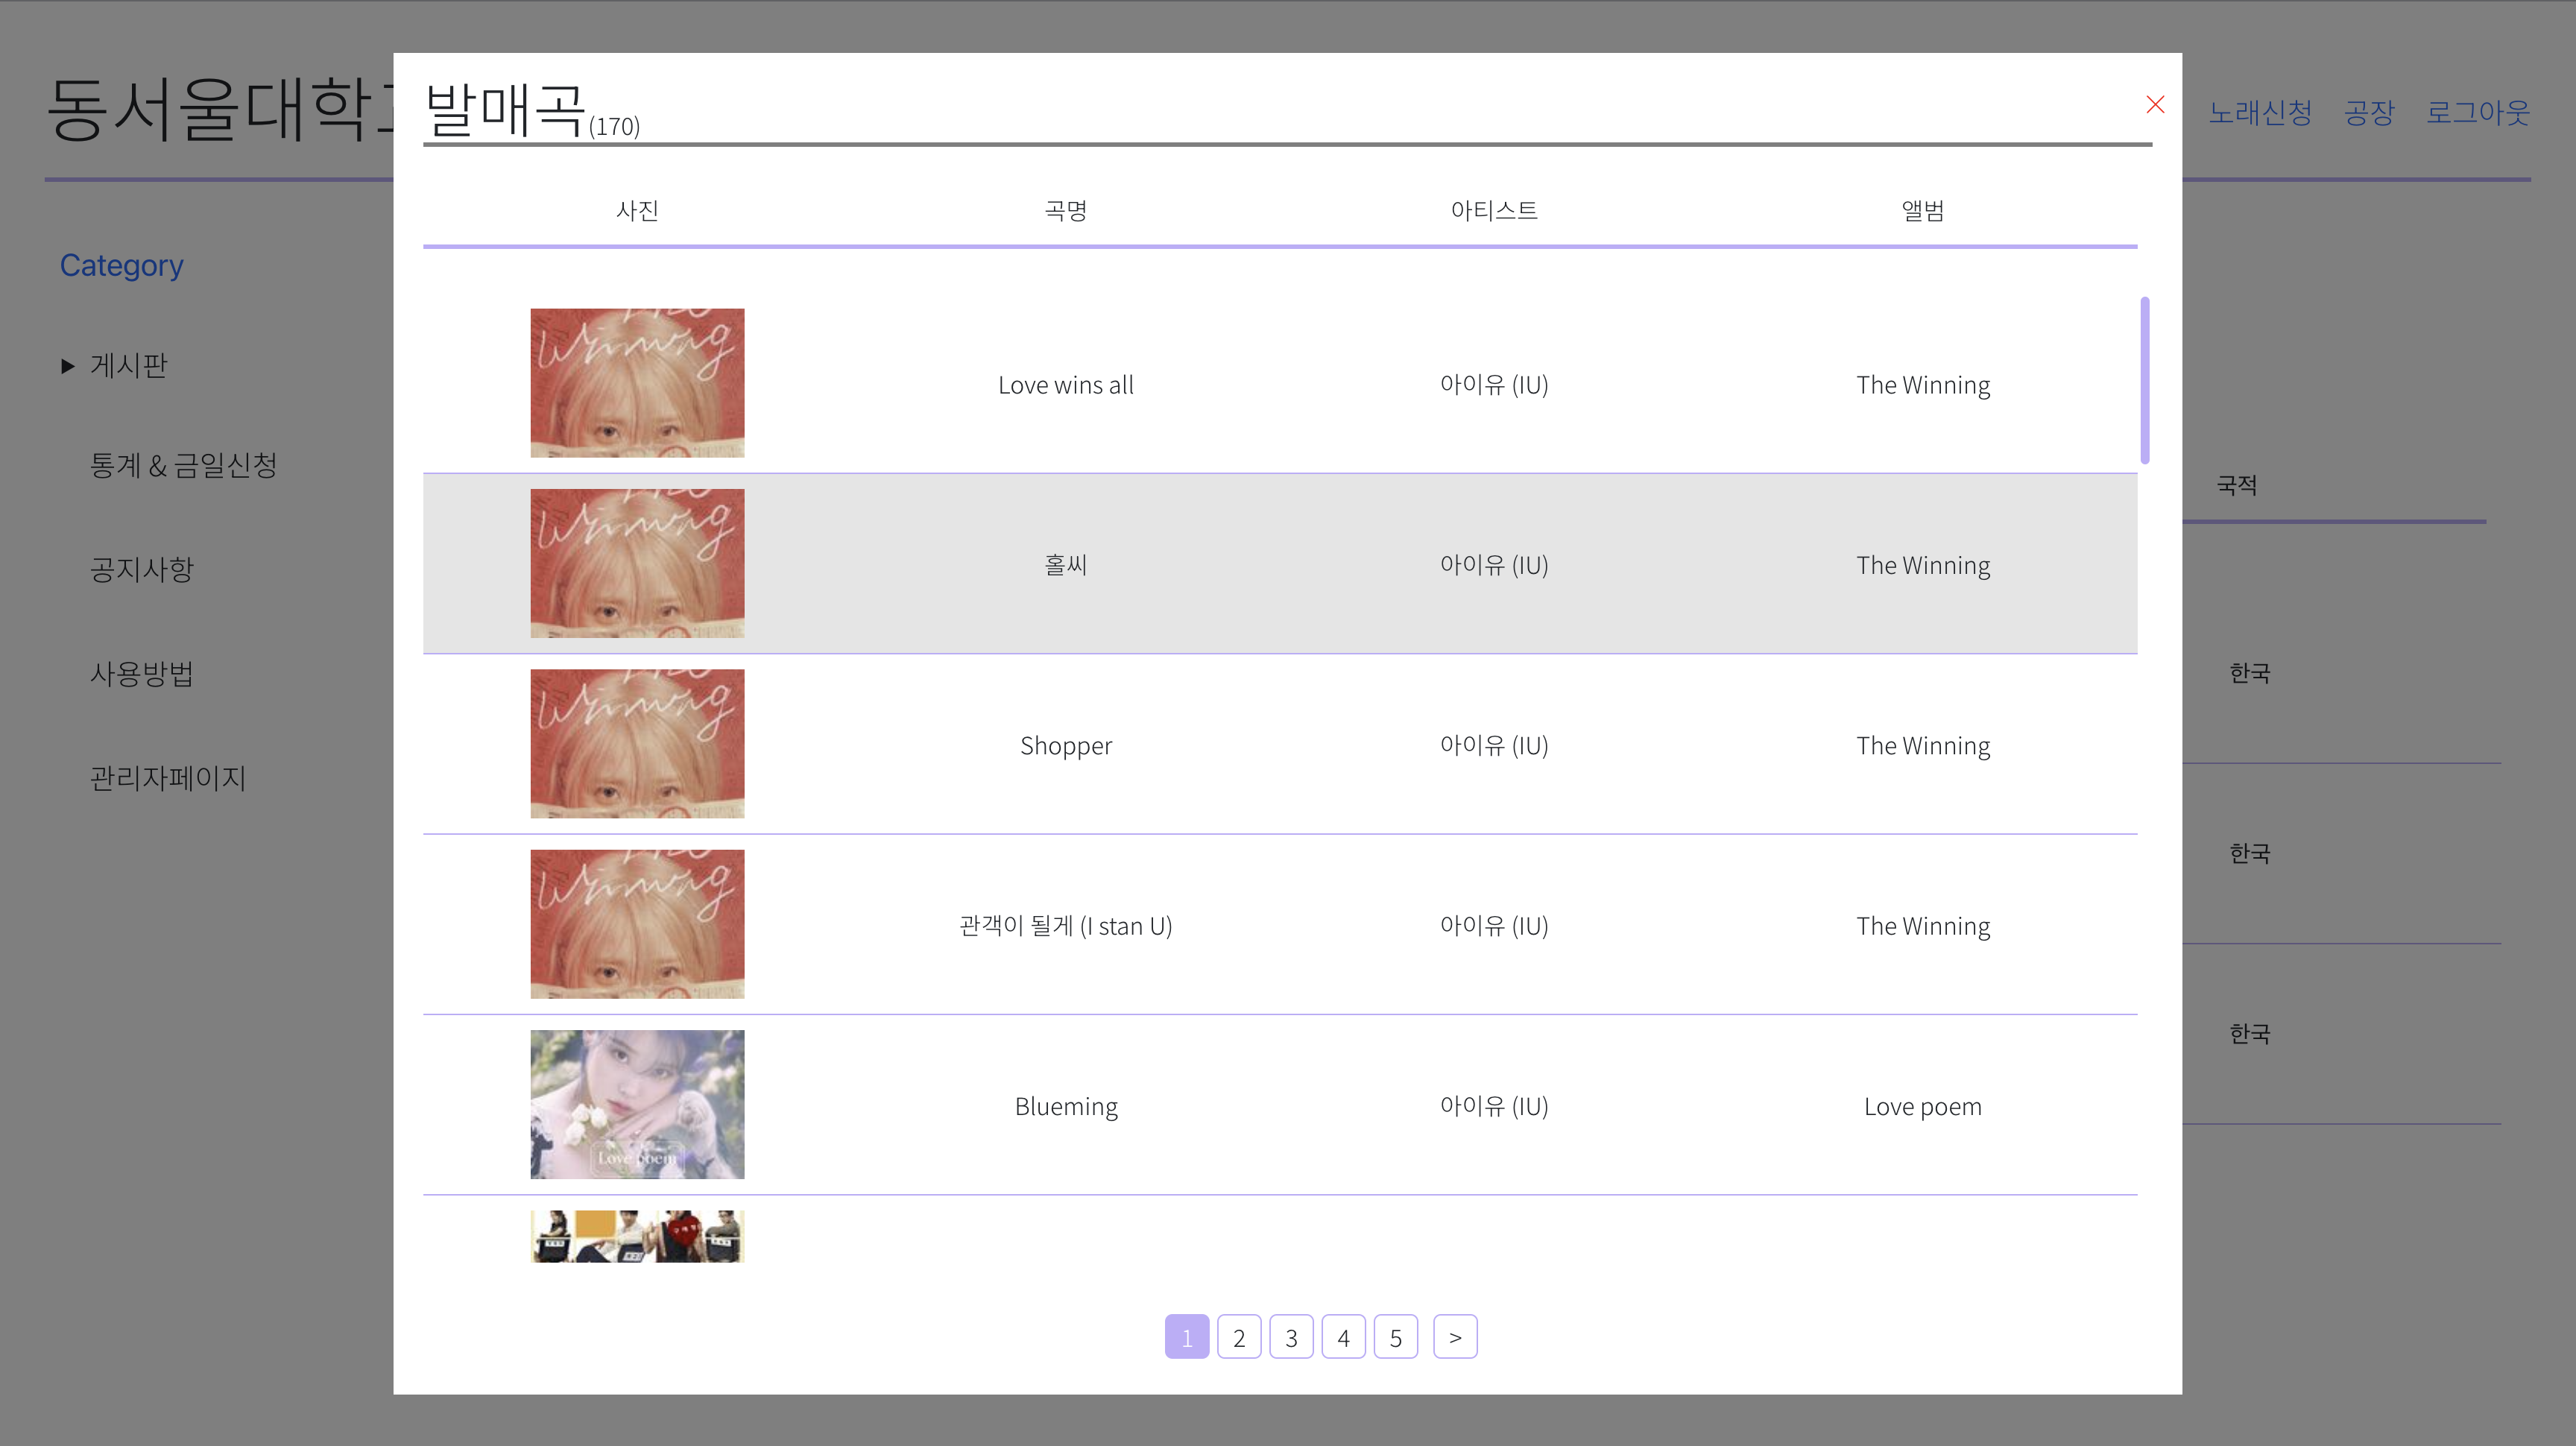 동서울대학
발매곡(170)
노래신청 공장 로그아웃
Category
▶ 게시판
통계 & 금일신청
공지사항
사용방법
관리자페이지
사진 곡명 아티스트 앨범
Winning
Love wins all 아이유 (IU) The Winning
Winning
홀씨 아이유 (IU) The Winning
Winning
Shopper 아이유 (IU) The Winning
Winning
관객이 될게 (I stan U) 아이유 (IU) The Winning
Love poem
Blueming 아이유 (IU) Love poem
국적
한국
한국
한국
1 2 3 4 5 >